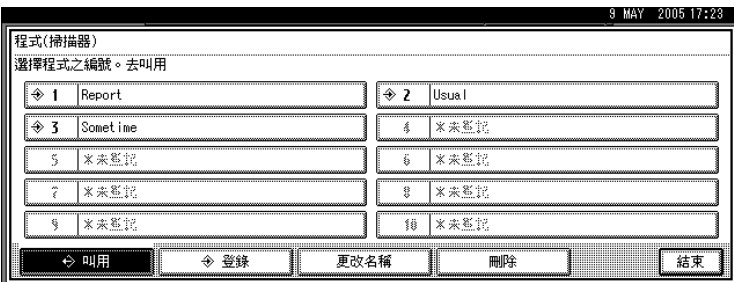 9 MAY 2005 17:23
程式(掃描器)
選擇程式之編號。去叫用
1 Report
2 Usual
3 Sometime
4 *未登記
5 *未登記
6 *未登記
7 *未登記
8 *未登記
9 *未登記
10 *未登記
叫用 登錄 更改名稱 刪除 結束